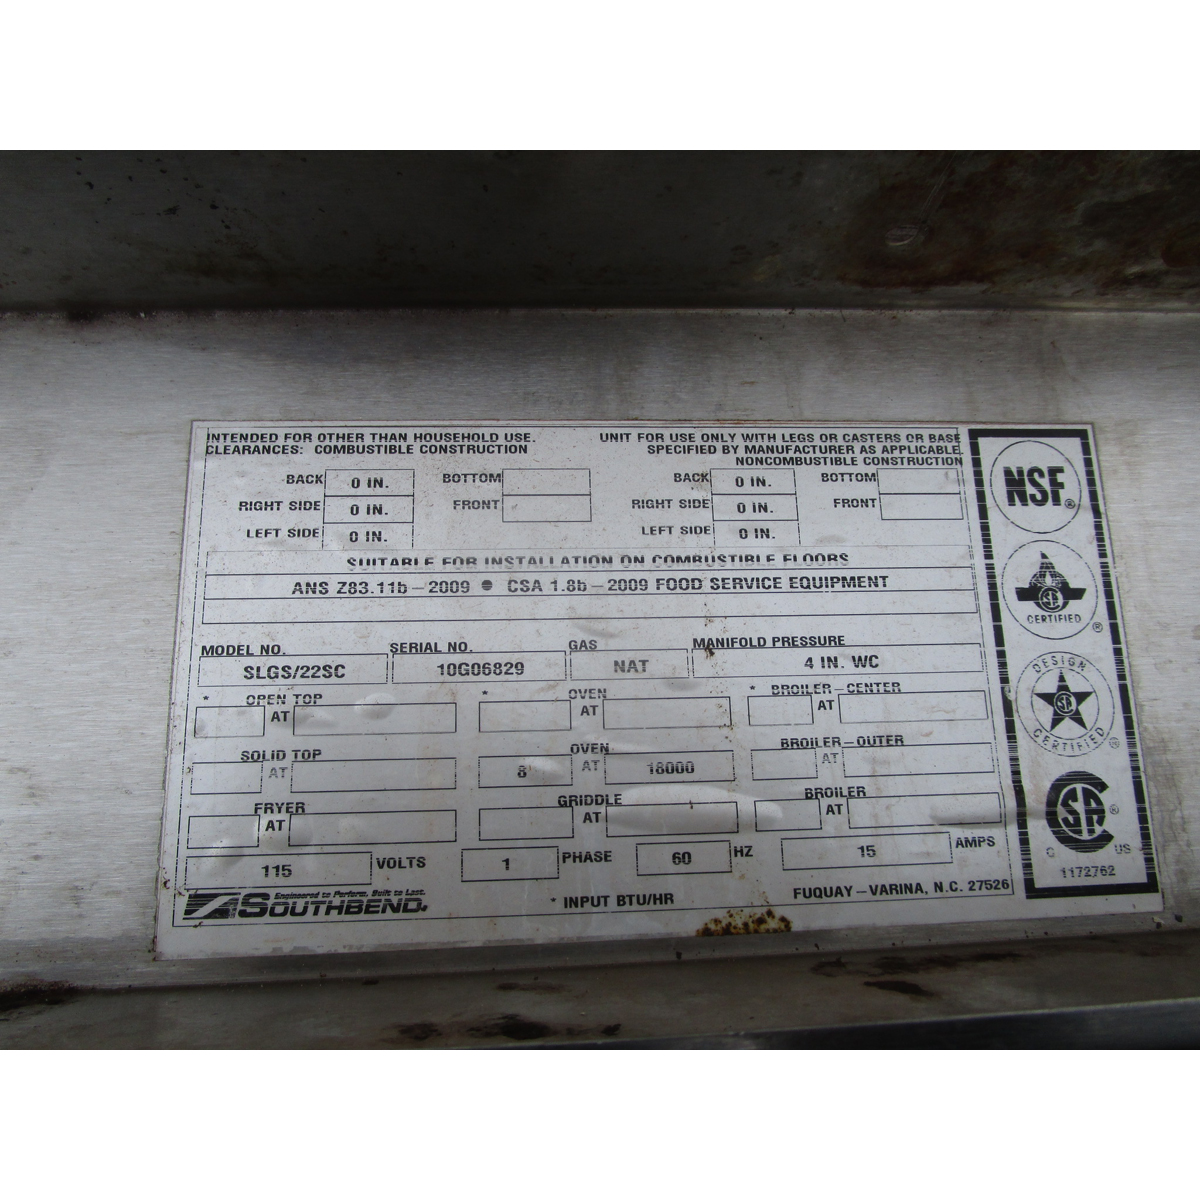 INTENDED FOR OTHER THAN HOUSEHOLD USE. UNIT FOR USE ONLY WITH LEGS OR CASTERS OR BASE
CLEARANCES: COMBUSTIBLE CONSTRUCTION SPECIFIED BY MANUFACTURER AS APPLICABLE.
NONCOMBUSTIBLE CONSTRUCTION
BACK 0 IN. BOTTOM BACK 0 IN. BOTTOM
RIGHT SIDE 0 IN. FRONT RIGHT SIDE 0 IN. FRONT
LEFT SIDE 0 IN. LEFT SIDE 0 IN.
SUITABLE FOR INSTALLATION ON COMBUSTIBLE FLOORS
ANS Z83.11b - 2009 ● CSA 1.8b - 2009 FOOD SERVICE EQUIPMENT
MODEL NO. SERIAL NO. GAS MANIFOLD PRESSURE
SLGS/22SC 10G06829 NAT 4 IN. WC
* OPEN TOP * OVEN * BROILER - CENTER
AT AT AT
SOLID TOP OVEN BROILER - OUTER
AT 8 AT 18000 AT
FRYER GRIDDLE BROILER
AT AT AT
115 VOLTS 1 PHASE 60 HZ 15 AMPS
Engineered to Perform. Built to Last.
SOUTHBEND. * INPUT BTU/HR FUQUAY - VARINA, N.C. 27526
NSF®
CERTIFIED ®
DESIGN
CERTIFIED ®
SA ®
C US
1172762